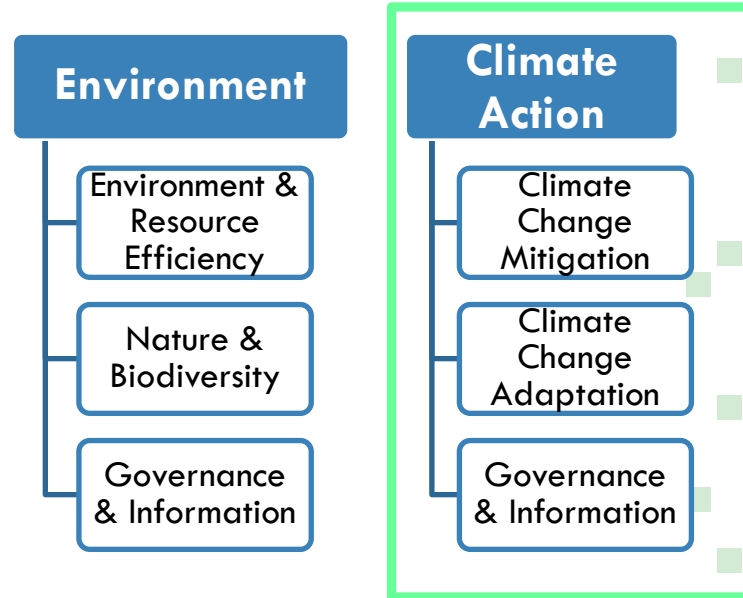 Environment
Environment &
Resource
Efficiency
Nature &
Biodiversity
Governance
& Information
Climate
Action
Climate
Change
Mitigation
Climate
Change
Adaptation
Governance
& Information